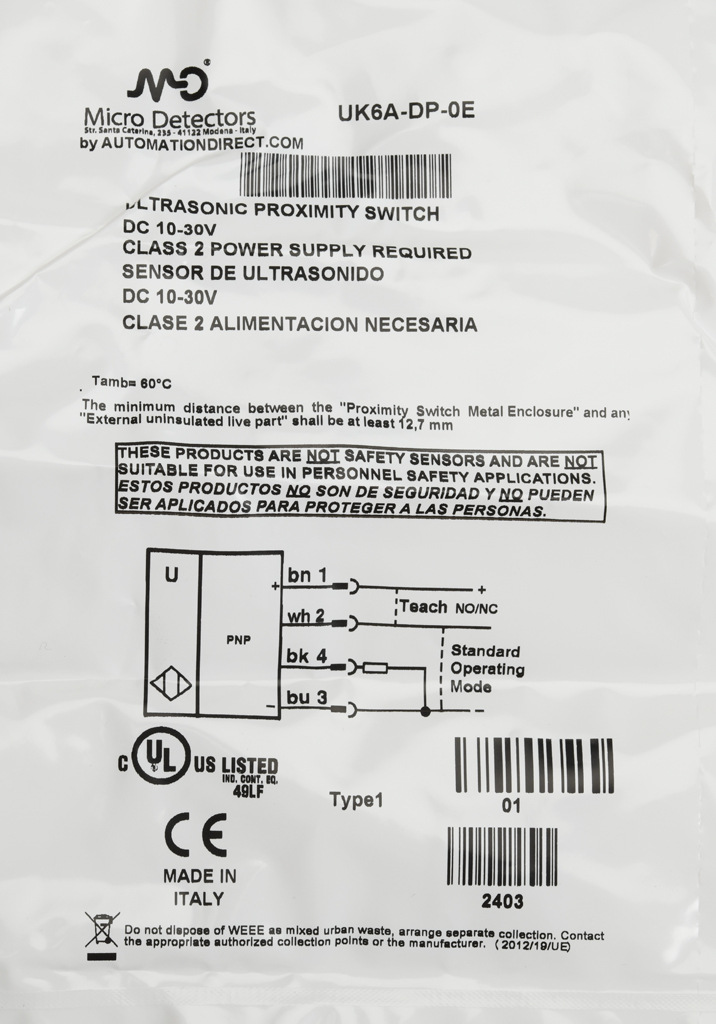 MD®
Micro Detectors
Str. Santa Caterina, 235 - 41122 Modena - Italy
by AUTOMATIONDIRECT.COM
UK6A-DP-0E
ULTRASONIC PROXIMITY SWITCH
DC 10-30V
CLASS 2 POWER SUPPLY REQUIRED
SENSOR DE ULTRASONIDO
DC 10-30V
CLASE 2 ALIMENTACION NECESARIA
Tamb= 60°C
The minimum distance between the "Proximity Switch Metal Enclosure" and any
"External uninsulated live part" shall be at least 12,7 mm
THESE PRODUCTS ARE NOT SAFETY SENSORS AND ARE NOT
SUITABLE FOR USE IN PERSONNEL SAFETY APPLICATIONS.
ESTOS PRODUCTOS NO SON DE SEGURIDAD Y NO PUEDEN
SER APLICADOS PARA PROTEGER A LAS PERSONAS.
U
PNP
+ bn 1 +
Teach NO/NC
wh 2
bk 4
Standard
Operating
Mode
- bu 3 -
C UL US LISTED
IND. CONT. EQ.
49LF
Type1
01
CE
MADE IN
ITALY
2403
Do not dispose of WEEE as mixed urban waste, arrange separate collection. Contact
the appropriate authorized collection points or the manufacturer. ( 2012/19/UE)